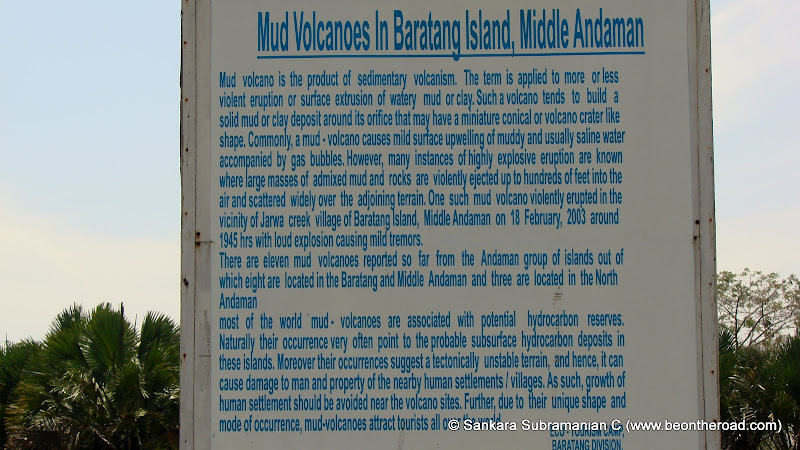 Mud Volcanoes In Baratang Island, Middle Andaman
Mud volcano is the product of sedimentary volcanism. The term is applied to more or less
violent eruption or surface extrusion of watery mud or clay. Such a volcano tends to build a
solid mud or clay deposit around its orifice that may have a miniature conical or volcano crater like
shape. Commonly, a mud - volcano causes mild surface upwelling of muddy and usually saline water
accompanied by gas bubbles. However, many instances of highly explosive eruption are known
where large masses of admixed mud and rocks are violently ejected up to hundreds of feet into the
air and scattered widely over the adjoining terrain. One such mud volcano violently erupted in the
vicinity of Jarwa creek village of Baratang Island, Middle Andaman on 18 February, 2003 around
1945 hrs with loud explosion causing mild tremors.
There are eleven mud volcanoes reported so far from the Andaman group of islands out of
which eight are located in the Baratang and Middle Andaman and three are located in the North
Andaman
most of the world mud - volcanoes are associated with potential hydrocarbon reserves.
Naturally their occurrence very often point to the probable subsurface hydrocarbon deposits in
these islands. Moreover their occurrences suggest a tectonically unstable terrain, and hence, it can
cause damage to man and property of the nearby human settlements / villages. As such, growth of
human settlement should be avoided near the volcano sites. Further, due to their unique shape and
mode of occurrence, mud-volcanoes attract tourists all over the world.
© Sankara Subramanian C (www.beontheroad.com)
ECO - TOURISM CAMP,
BARATANG DIVISION.